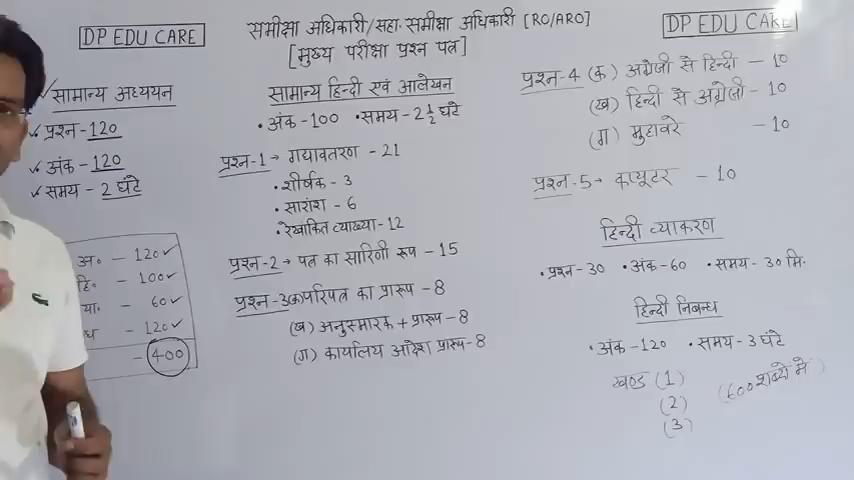 DP EDU CARE
समीक्षा अधिकारी/सहा. समीक्षा अधिकारी [RO/ARO]
[मुख्य परीक्षा प्रश्न पत्र]
DP EDU CARE
सामान्य अध्ययन
प्रश्न - 120
अंक - 120
समय - 2 घंटे
अ० - 120
हि. - 100
या. - 60
ध - 120
- 400
सामान्य हिन्दी एवं आलेखन
• अंक - 100 • समय - 2 1/2 घंटे
प्रश्न - 1 → गद्यावतरण - 21
• शीर्षक - 3
• सारांश - 6
• रेखांकित व्याख्या - 12
प्रश्न - 2 → पत्र का सारिणी रूप - 15
प्रश्न - 3 (क) परिपत्र का प्रारूप - 8
(ख) अनुस्मारक + प्रारूप - 8
(ग) कार्यालय आदेश प्रारूप - 8
प्रश्न - 4 (क) अंग्रेजी से हिन्दी - 10
(ख) हिन्दी से अंग्रेजी - 10
(ग) मुहावरे - 10
प्रश्न - 5 → कम्प्यूटर - 10
हिन्दी व्याकरण
• प्रश्न - 30 • अंक - 60 • समय - 30 मि.
हिन्दी निबन्ध
• अंक - 120 • समय - 3 घंटे
खण्ड (1)
(2) (600 शब्दों में)
(3)